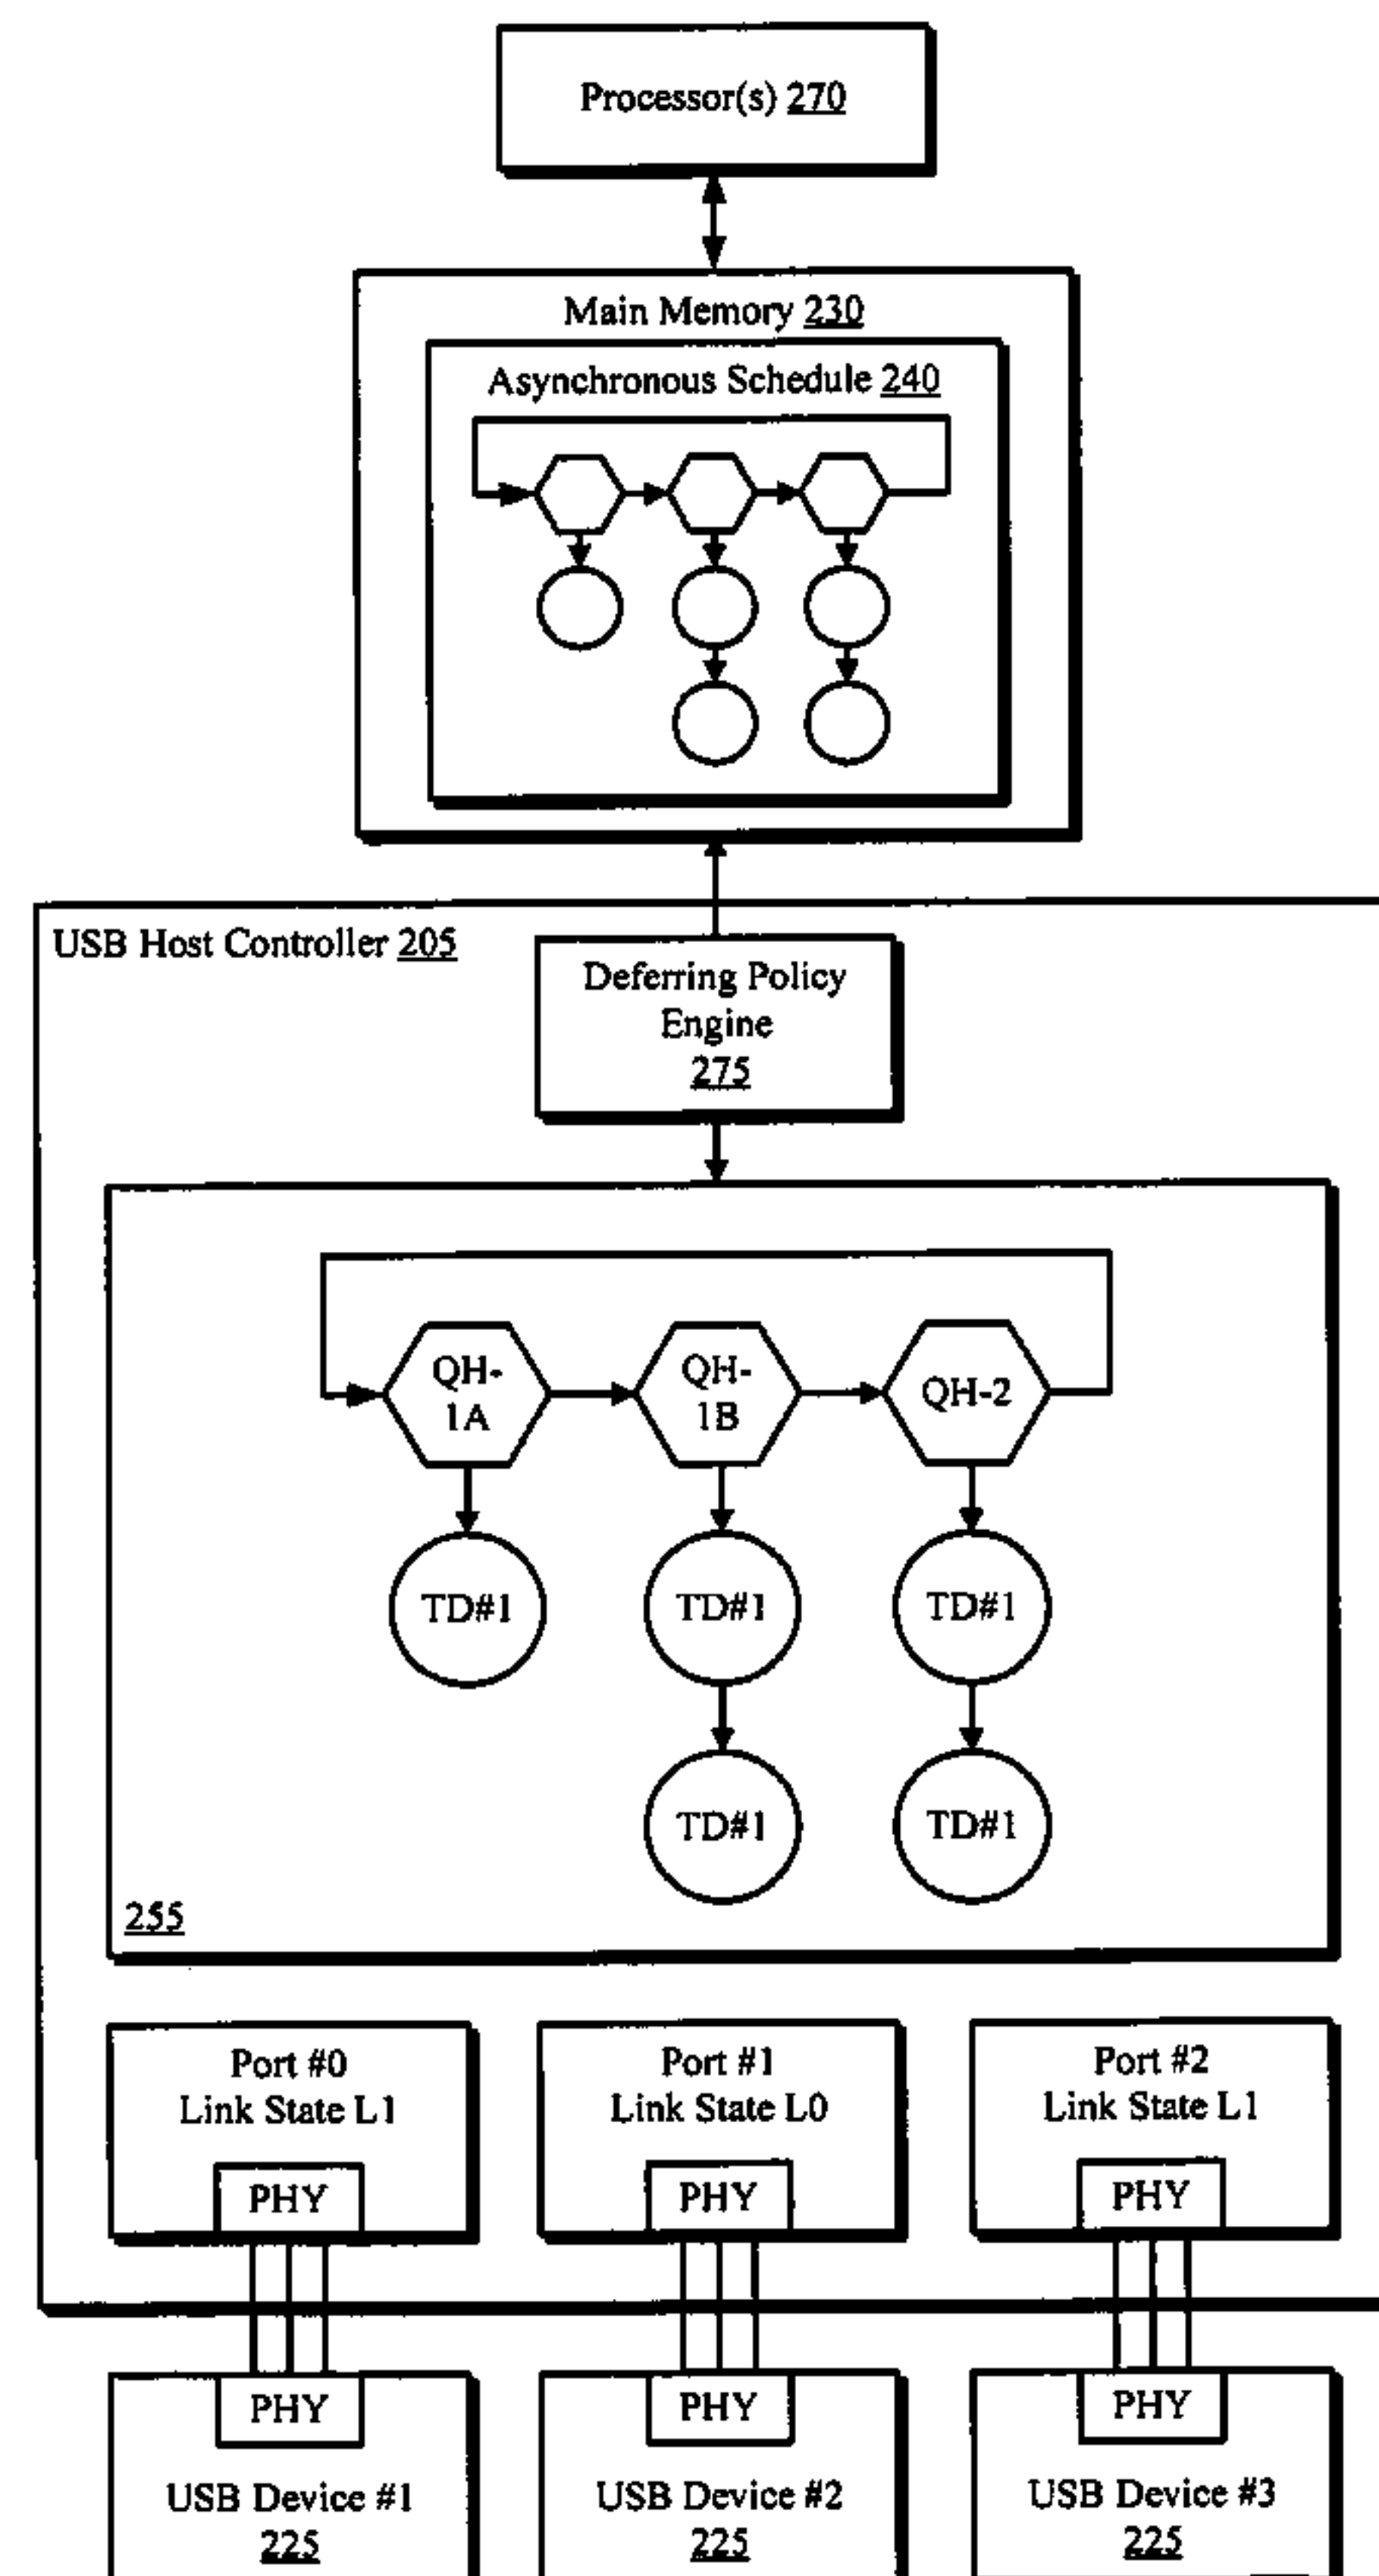 Processor(s) 270
Main Memory 230
Asynchronous Schedule 240
USB Host Controller 205
Deferring Policy
Engine
275
QH-
1A
QH-
1B
QH-2
TD#1
TD#1
TD#1
TD#1
TD#1
255
Port #0
Link State L1
PHY
Port #1
Link State L0
PHY
Port #2
Link State L1
PHY
PHY
USB Device #1
225
PHY
USB Device #2
225
PHY
USB Device #3
225